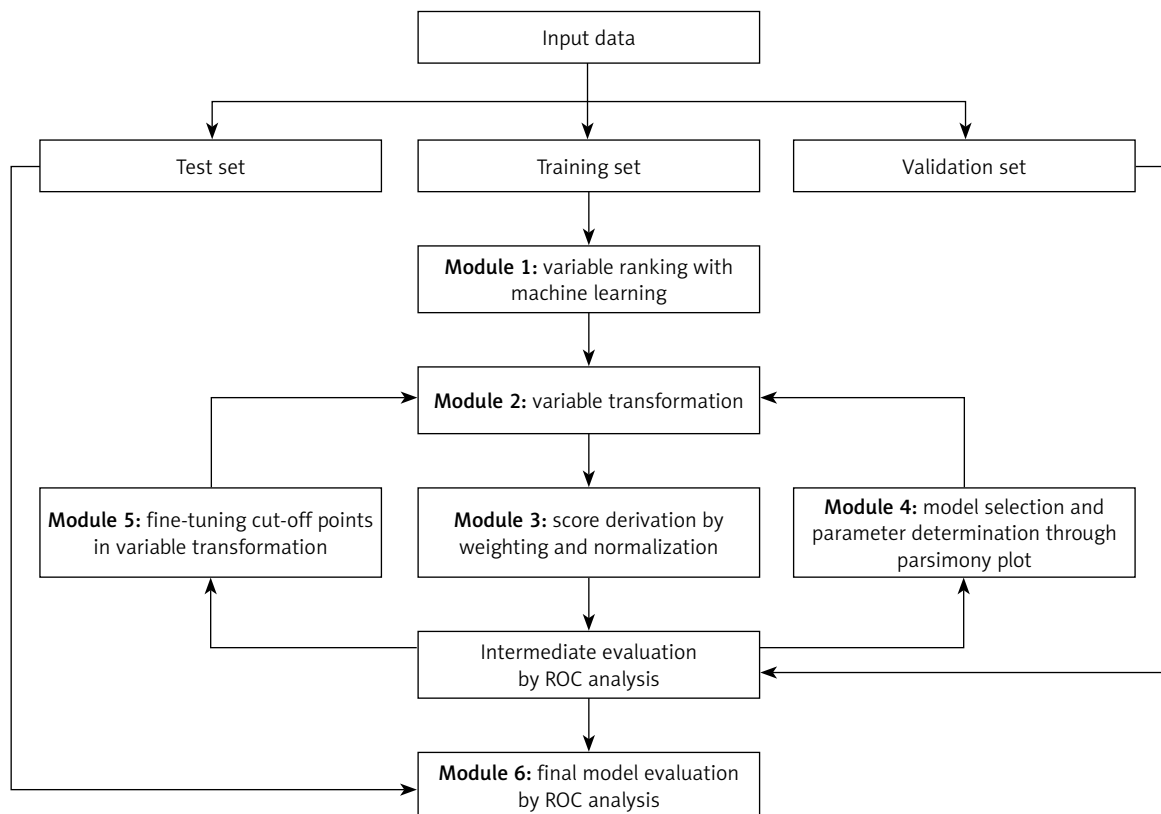 Input data
Test set
Training set
Validation set
Module 1: variable ranking with
machine learning
Module 2: variable transformation
Module 5: fine-tuning cut-off points
in variable transformation
Module 3: score derivation by
weighting and normalization
Module 4: model selection and
parameter determination through
parsimony plot
Intermediate evaluation
by ROC analysis
Module 6: final model evaluation
by ROC analysis